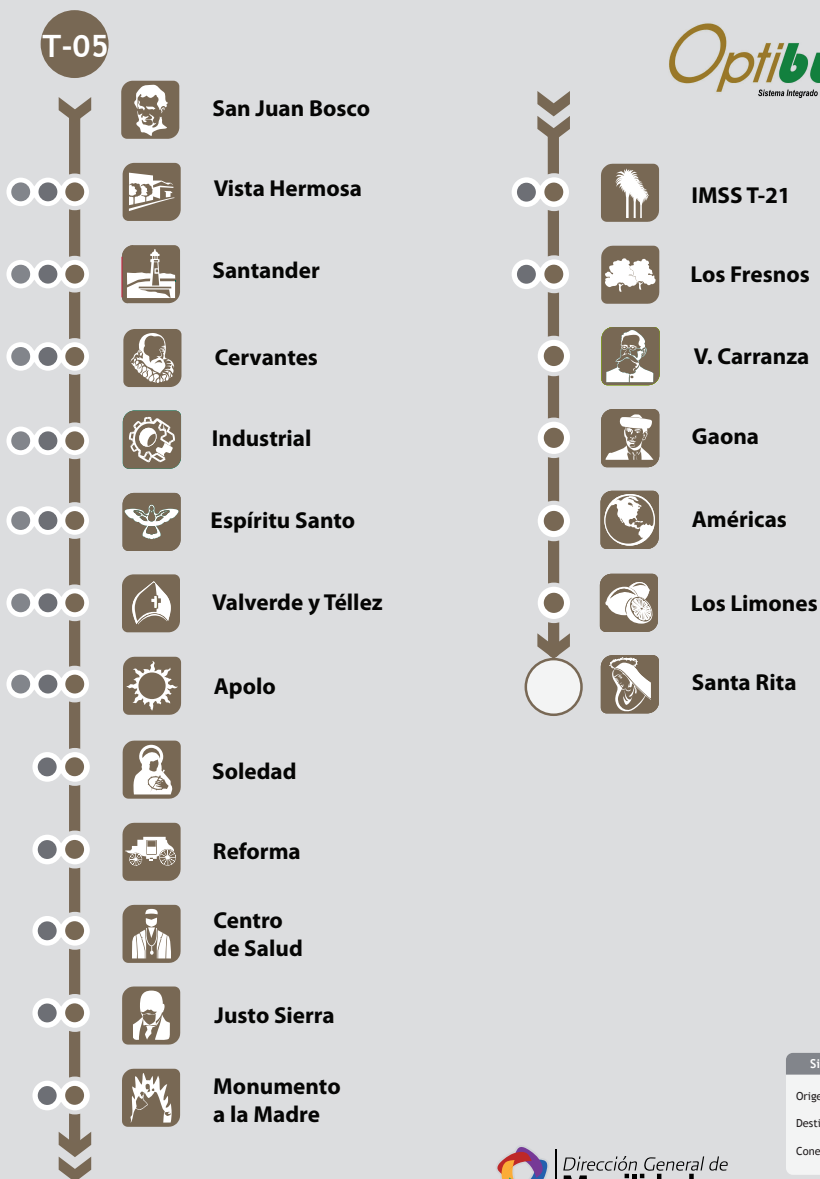 T-05
San Juan Bosco
Vista Hermosa
Santander
Cervantes
Industrial
Espíritu Santo
Valverde y Téllez
Apolo
Soledad
Reforma
Centro
de Salud
Justo Sierra
Monumento
a la Madre
Sistema Integrado
IMSS T-21
Los Fresnos
V. Carranza
Gaona
Américas
Los Limones
Santa Rita
Dirección General de